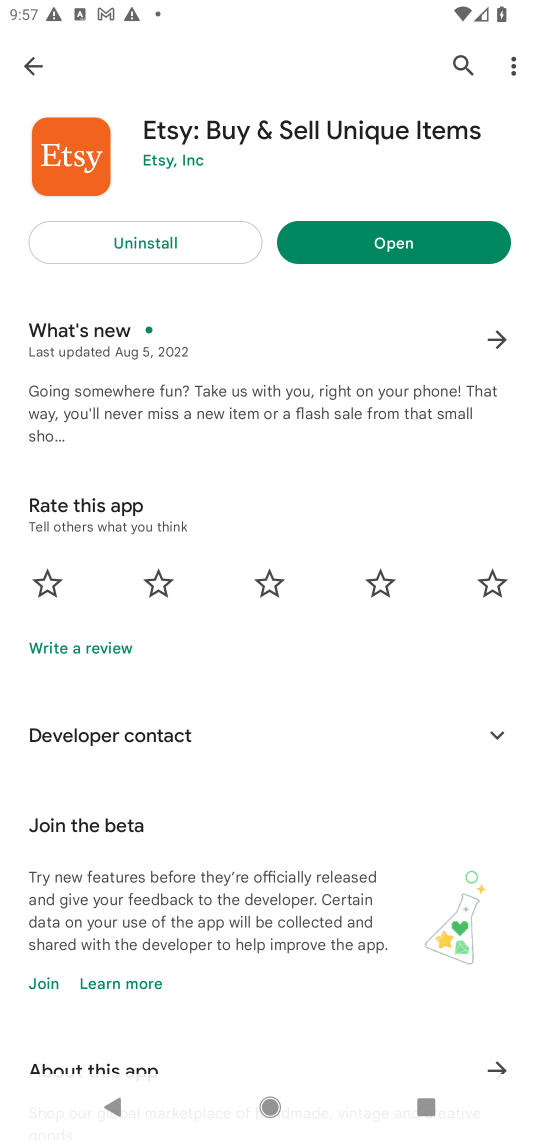 9:57
Etsy
Etsy: Buy & Sell Unique Items
Etsy, Inc
Uninstall
Open
What's new
Last updated Aug 5, 2022
Going somewhere fun? Take us with you, right on your phone! That
way, you'll never miss a new item or a flash sale from that small
sho…
Rate this app
Tell others what you think
Write a review
Developer contact
Join the beta
Try new features before they’re officially released
and give your feedback to the developer. Certain
data on your use of the app will be collected and
shared with the developer to help improve the app.
Join Learn more
About this app
Shop our global marketplace of handmade, vintage and creative
goods